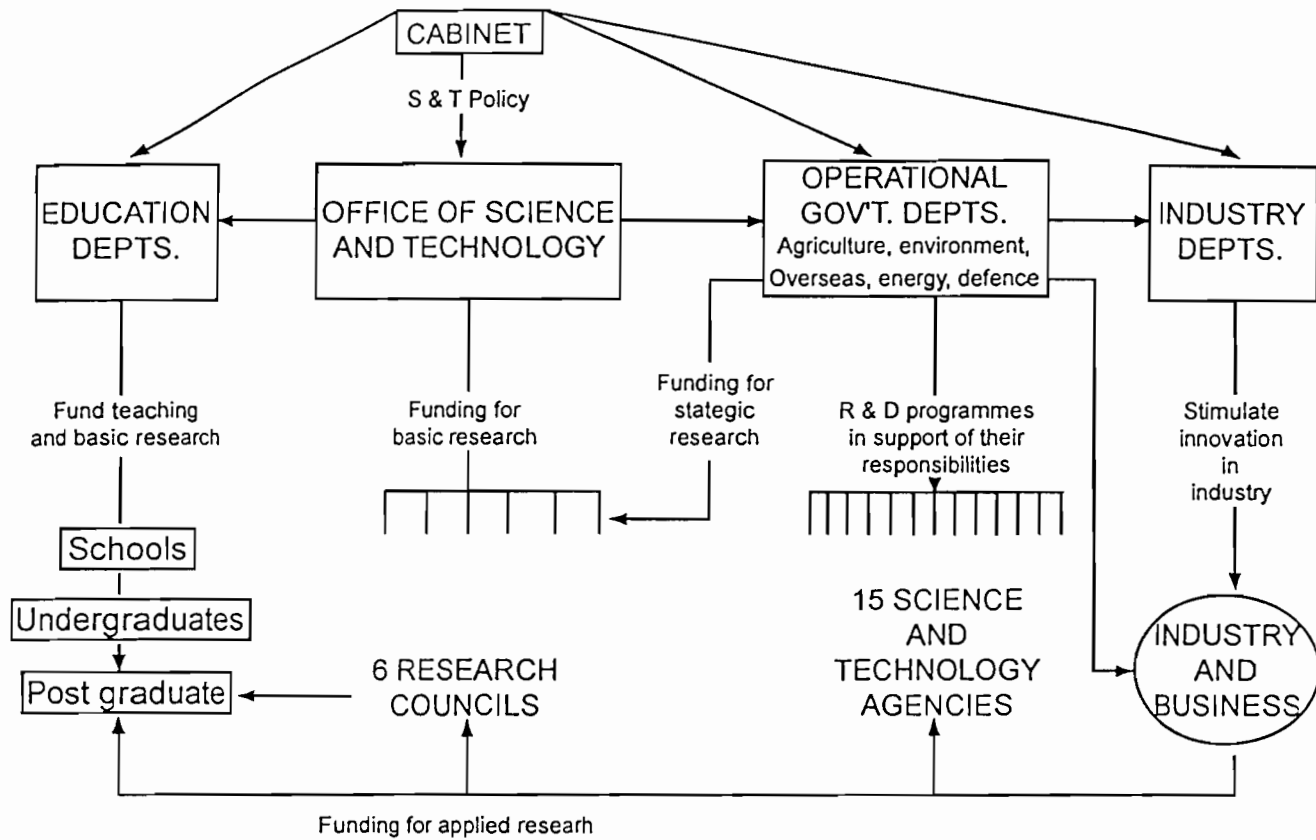 CABINET
S & T Policy
EDUCATION
DEPTS.
OFFICE OF SCIENCE
AND TECHNOLOGY
OPERATIONAL
GOV'T. DEPTS.
Agriculture, environment,
Overseas, energy, defence
INDUSTRY
DEPTS.
Fund teaching
and basic research
Funding for
basic research
Funding for
stategic
research
R & D programmes
in support of their
responsibilities
Stimulate
innovation
in
industry
Schools
Undergraduates
Post graduate
6 RESEARCH
COUNCILS
15 SCIENCE
AND
TECHNOLOGY
AGENCIES
INDUSTRY
AND
BUSINESS
Funding for applied researh